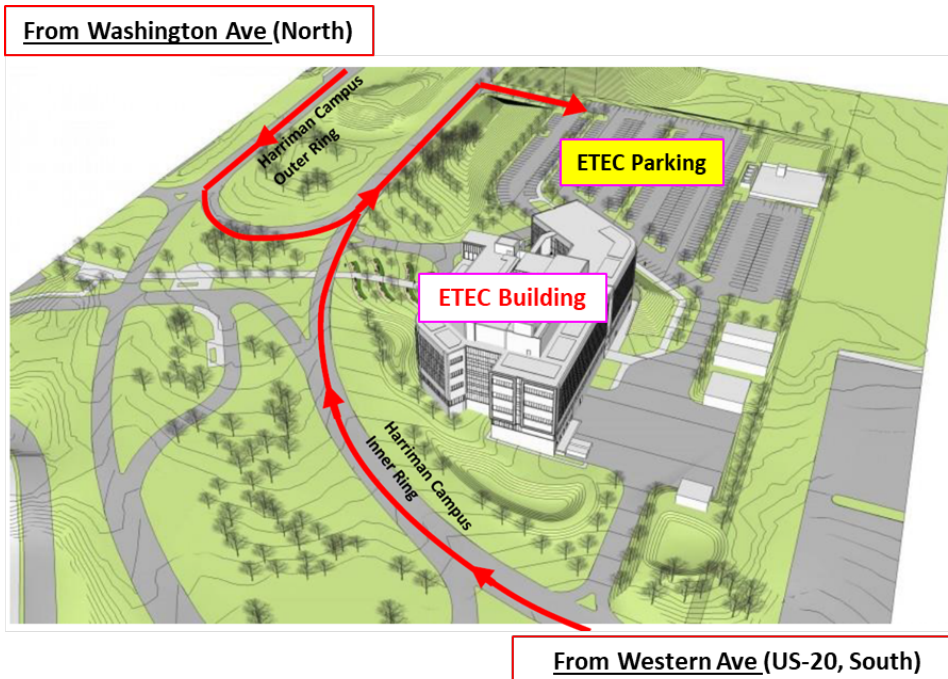 From Washington Ave (North)
Harriman Campus
Outer Ring
ETEC Parking
ETEC Building
Harriman Campus
Inner Ring
From Western Ave (US-20, South)